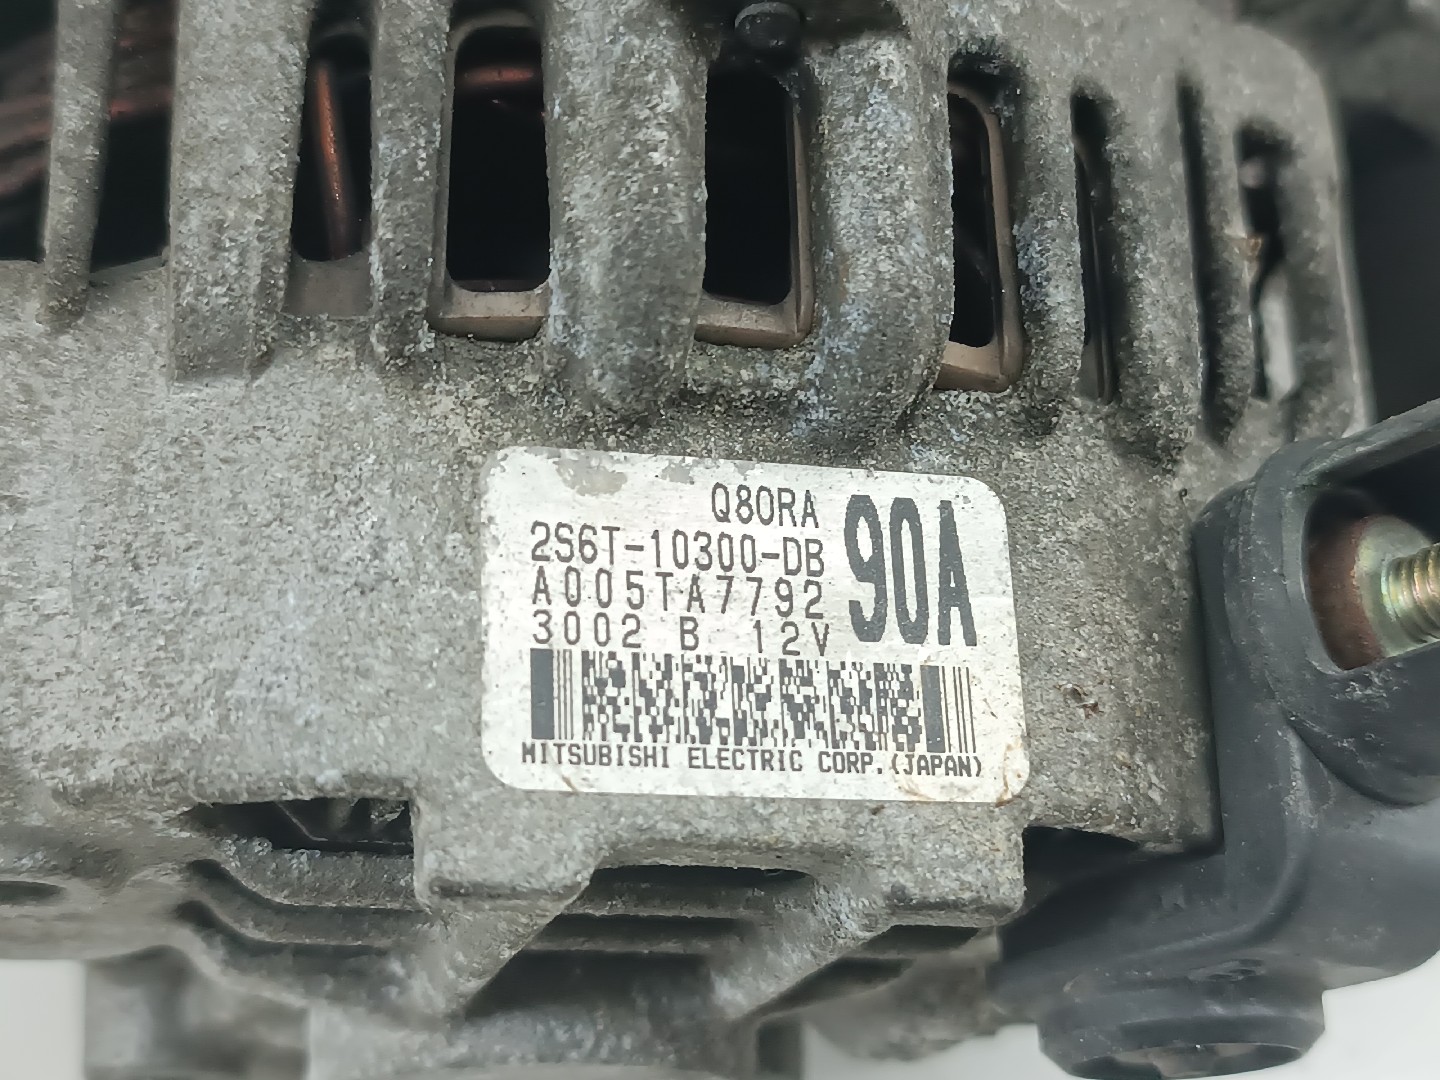 Q80RA
2S6T-10300-DB 90A
A005TA7792
3002 B 12V
MITSUBISHI ELECTRIC CORP.(JAPAN)